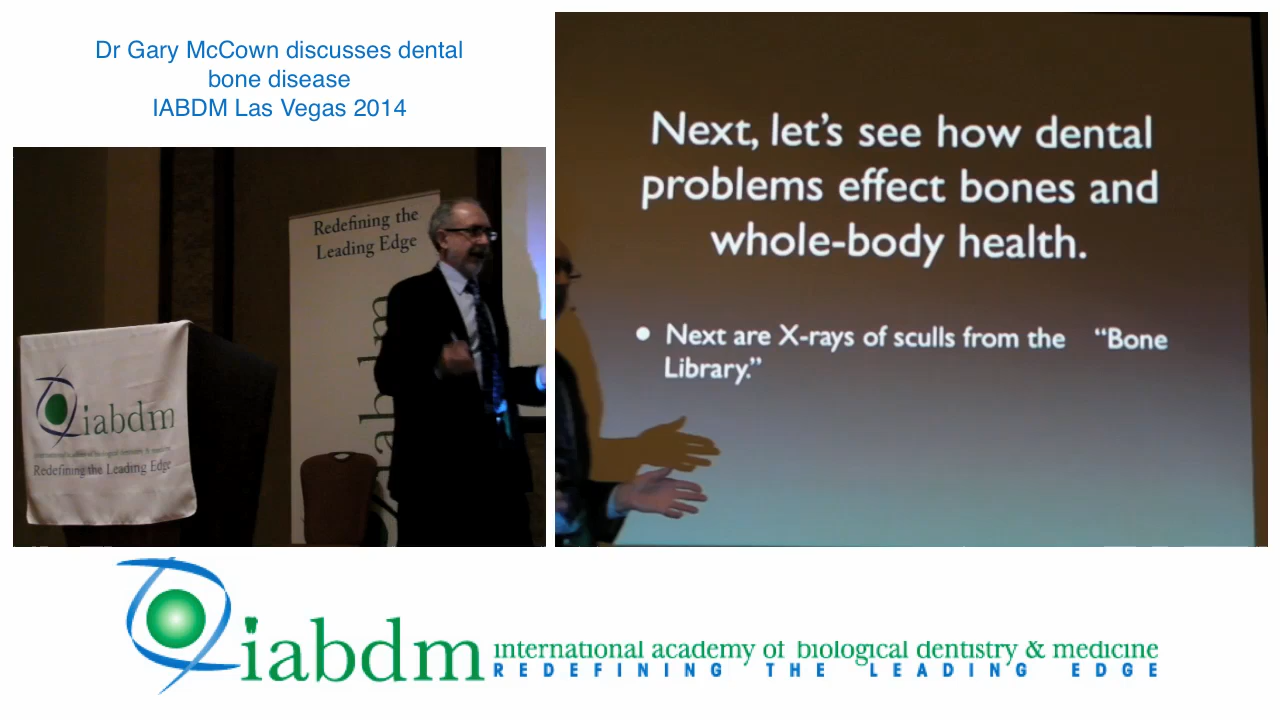 Dr Gary McCown discusses dental
bone disease
IABDM Las Vegas 2014
Redefining the
Leading Edge
iabdm
iabdm
Redefining the Leading Edge
Next, let's see how dental
problems effect bones and
whole-body health.
• Next are X-rays of sculls from the “Bone
Library.”
iabdm international academy of biological dentistry & medicine
REDEFINING THE LEADING EDGE